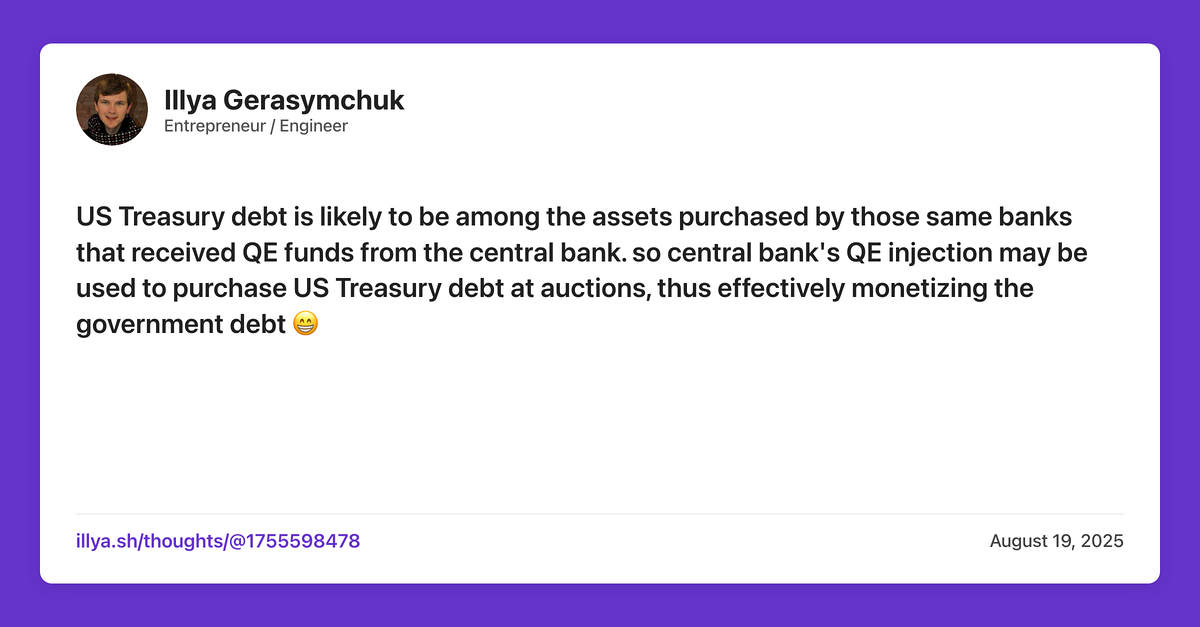 Illya Gerasymchuk
Entrepreneur / Engineer
US Treasury debt is likely to be among the assets purchased by those same banks
that received QE funds from the central bank. so central bank's QE injection may be
used to purchase US Treasury debt at auctions, thus effectively monetizing the
government debt 😁
illya.sh/thoughts/@1755598478
August 19, 2025